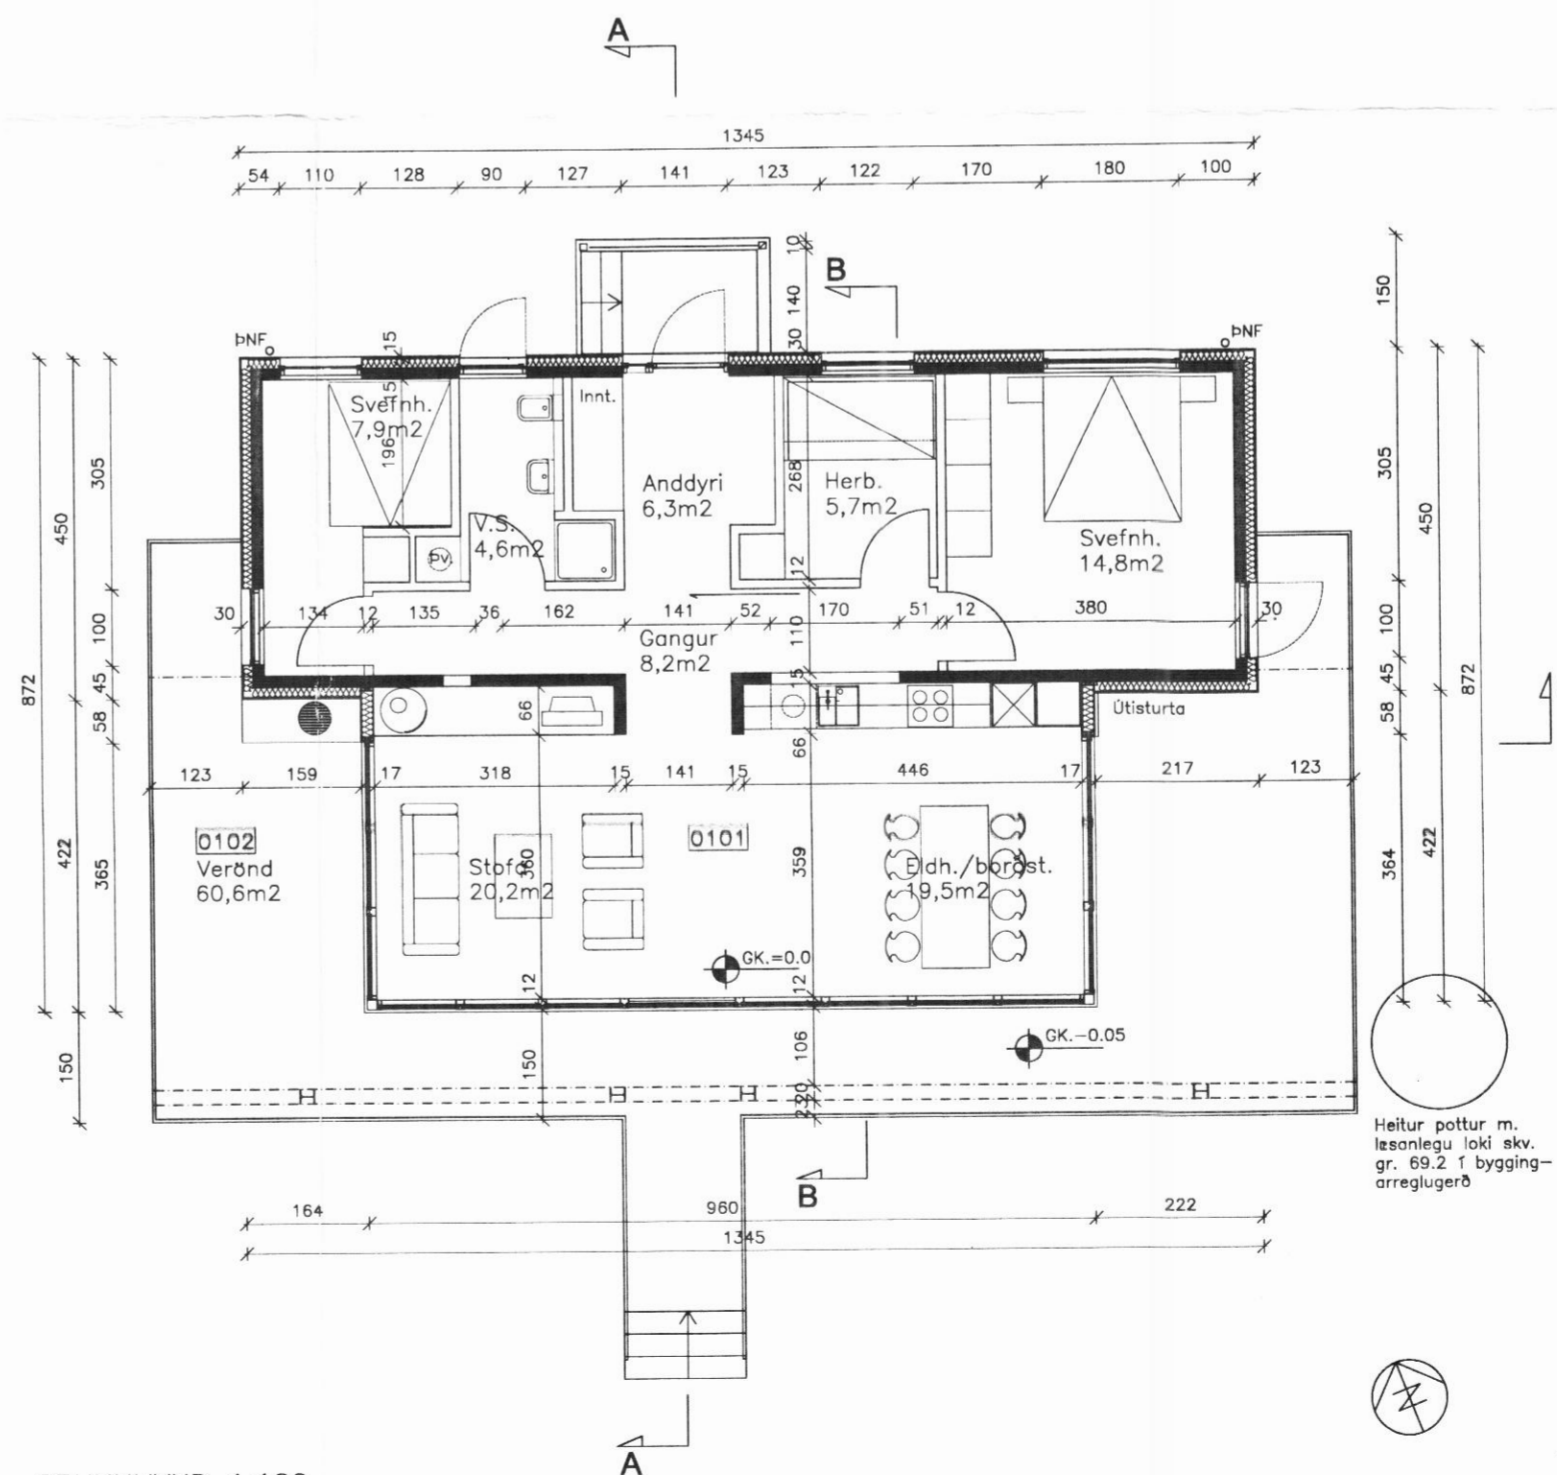 A
1345
54 110 128 90 127 141 123 122 170 180 100
10
140
30
B
150
ÞNF
15
ÞNF
Svefnh.
7,9m2
15
196
Innt.
Anddyri
6,3m2
268
Herb.
5,7m2
Svefnh.
14,8m2
V.S.
4,6m2
Þv.
12
305
450
872
100
45
58
305
450
872
100
45
58
30 134 12 135 36 162 141 52 170 51 12 380 30
110
Gangur
8,2m2
15
66
66
Útisturta
123 159 17 318 15 141 15 446 17 217 123
0102
Verönd
60,6m2
0101
Stofa
20,2m2
360
359
Eldh./borðst.
19,5m2
422
365
364
422
GK.=0.0
12
12
GK.-0.05
150
150
106
20
23
H H H H
Heitur pottur m.
læsanlegu loki skv.
gr. 69.2 í bygging-
arreglugerð
B
164 960 222
1345
A